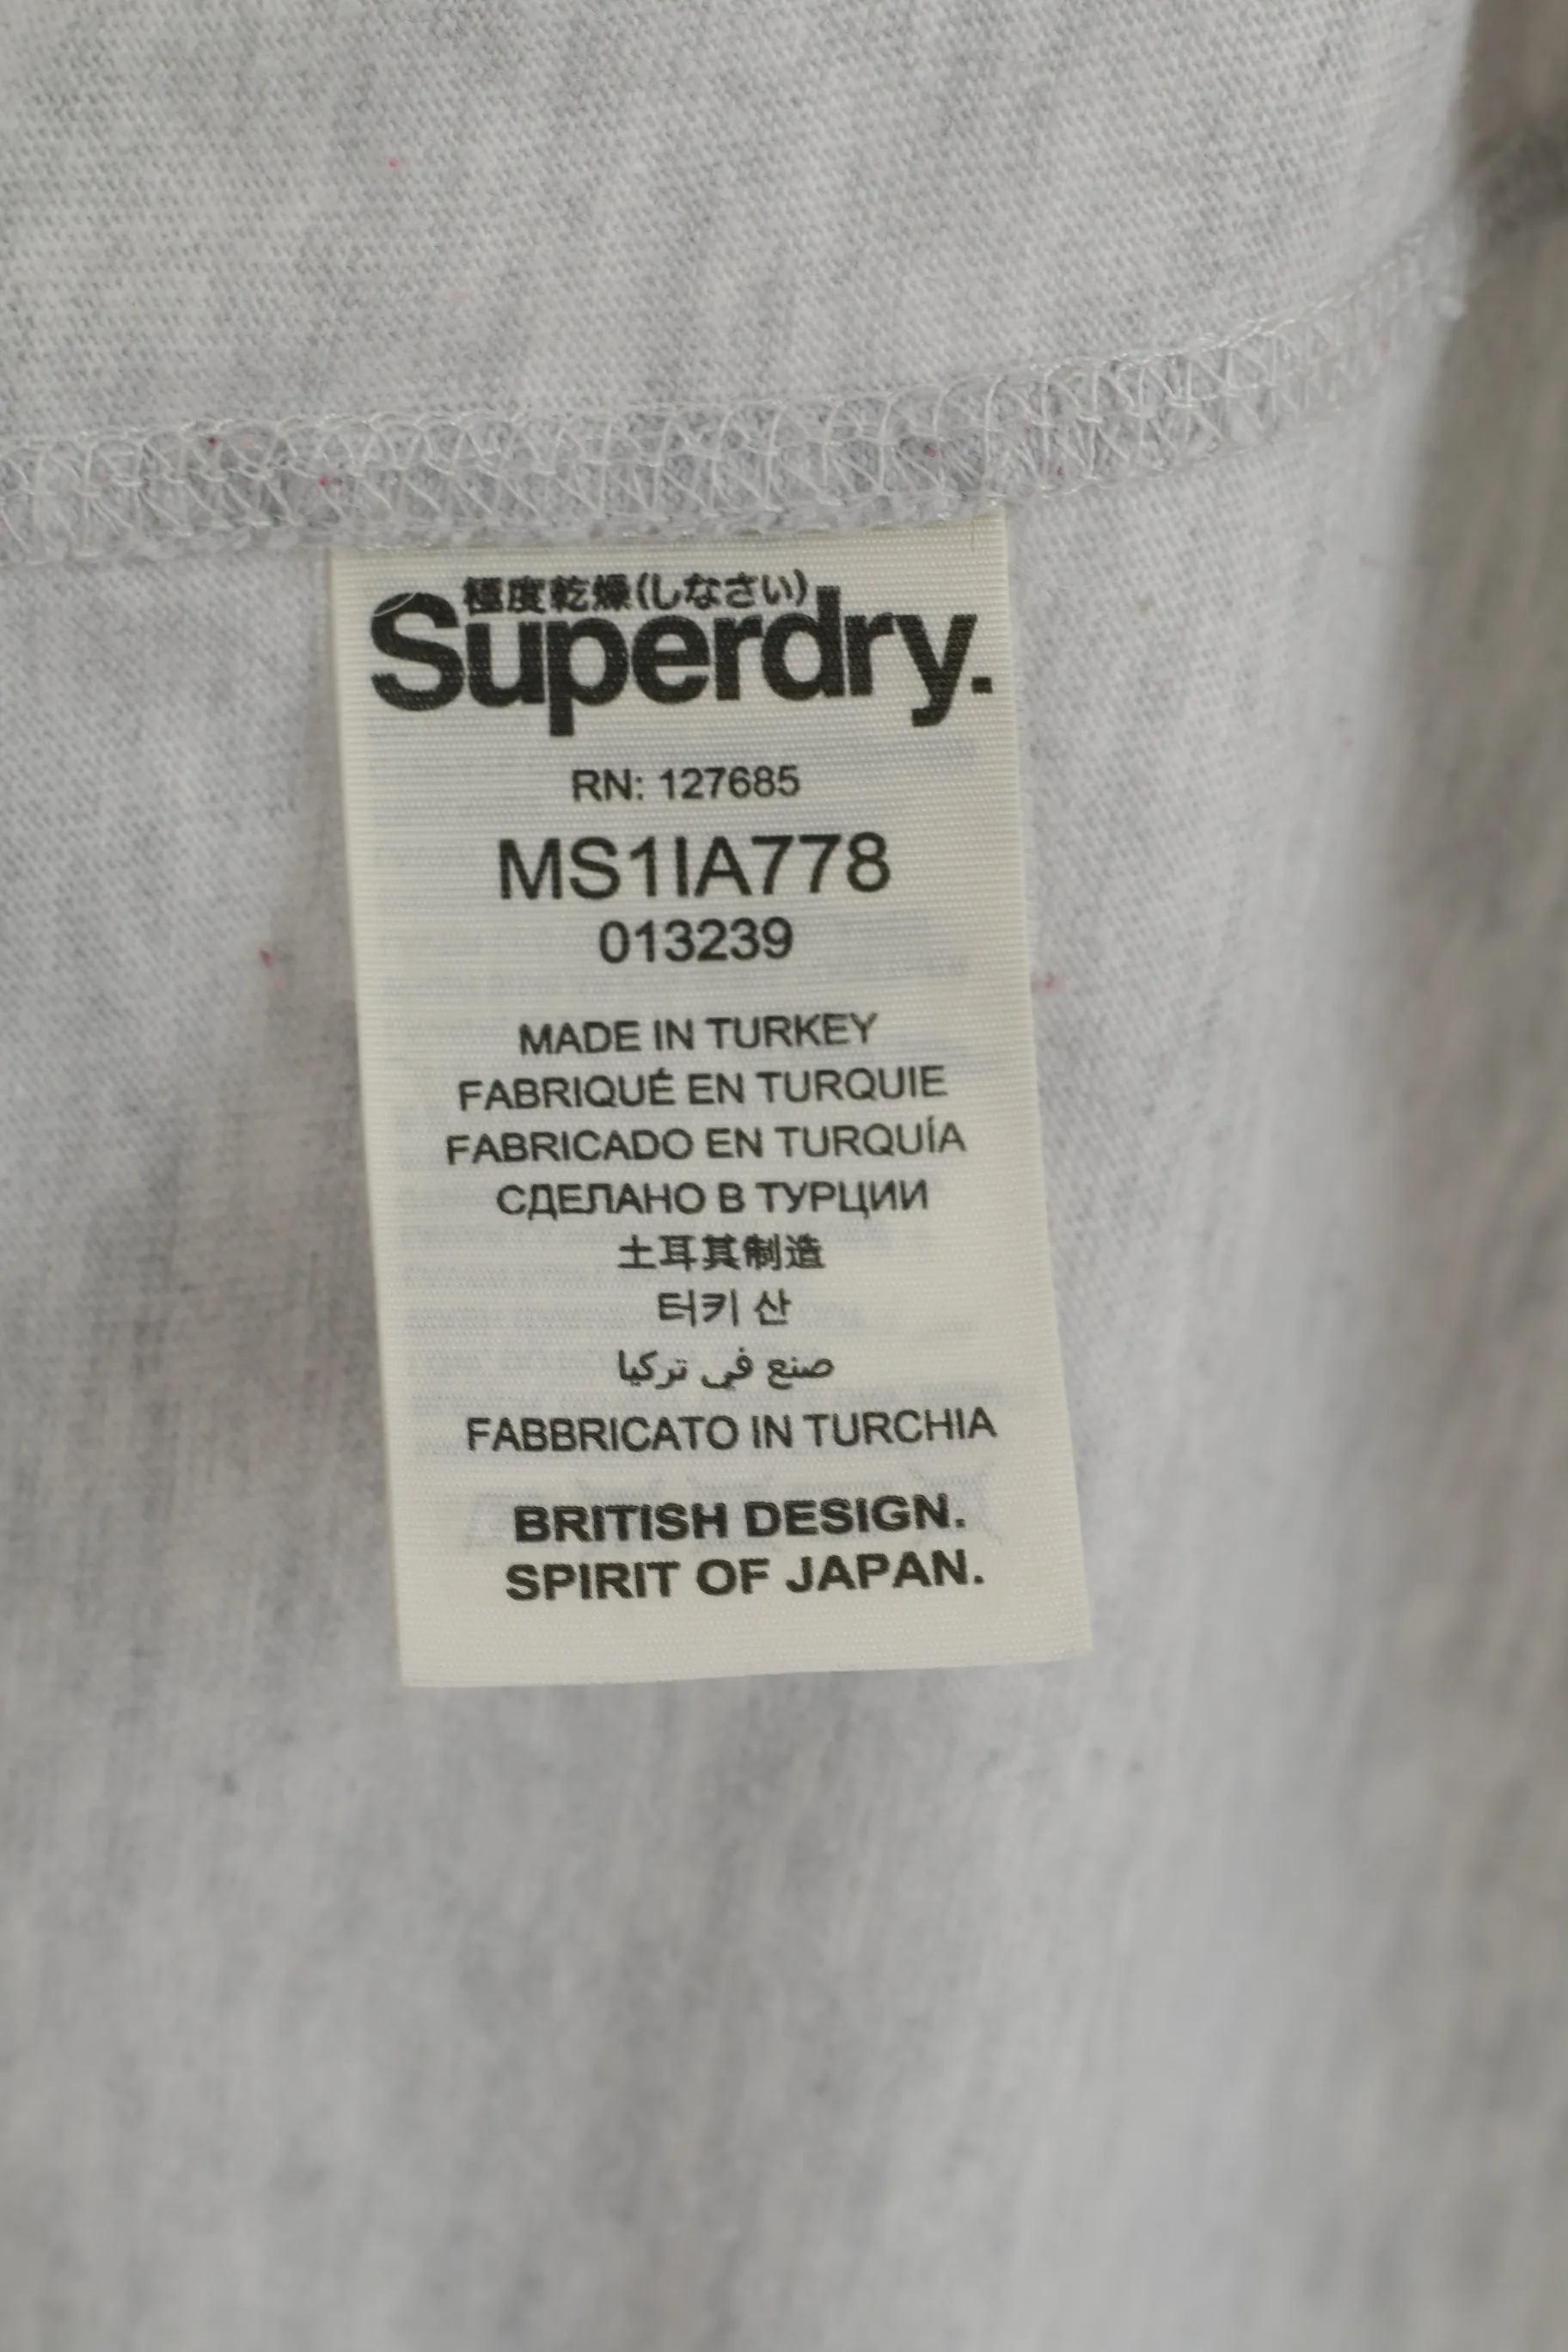 極度乾燥(しなさい)
Superdry.
RN: 127685
MS1IA778
013239
MADE IN TURKEY
FABRIQUÉ EN TURQUIE
FABRICADO EN TURQUÍA
СДЕЛАНО В ТУРЦИИ
土耳其制造
터키 산
صنع في تركيا
FABBRICATO IN TURCHIA
BRITISH DESIGN.
SPIRIT OF JAPAN.